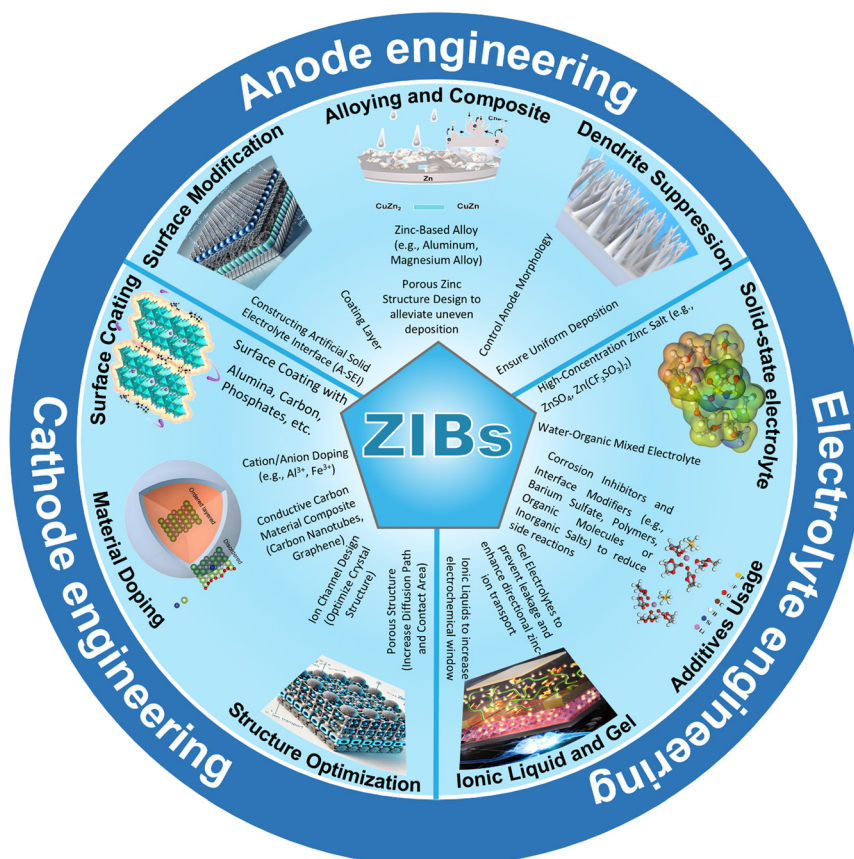 Anode engineering
Alloying and Composite
Surface Modification
Dendrite Suppression
Zn
CuZn₂
CuZn
Zinc-Based Alloy
(e.g., Aluminum,
Magnesium Alloy)
Porous Zinc
Structure Design to
alleviate uneven
deposition
Constructing Artificial Solid
Electrolyte Interface (A-SEI)
Coating Layer
Control Anode Morphology
Ensure Uniform Deposition
Electrolyte engineering
Solid-state electrolyte
High-Concentration Zinc Salt (e.g.,
ZnSO₄, Zn(CF₃SO₃)₂)
Water-Organic Mixed Electrolyte
Corrosion Inhibitors and
Interface Modifiers (e.g.,
Barium Sulfate, Polymers,
Organic Molecules or
Inorganic Salts) to reduce
side reactions
Additives Usage
Gel Electrolytes to
prevent leakage and
enhance directional zinc-
ion transport
Ionic Liquids to increase
electrochemical window
Ionic Liquid and Gel
Cathode engineering
Surface Coating
Surface Coating with
Alumina, Carbon,
Phosphates, etc.
Material Doping
Ordered layered
Disordered
Cation/Anion Doping
(e.g., Al³⁺, Fe³⁺)
Conductive Carbon
Material Composite
(Carbon Nanotubes,
Graphene)
Ion Channel Design
(Optimize Crystal
Structure)
Porous Structure
(Increase Diffusion Path
and Contact Area)
Structure Optimization
ZIBs